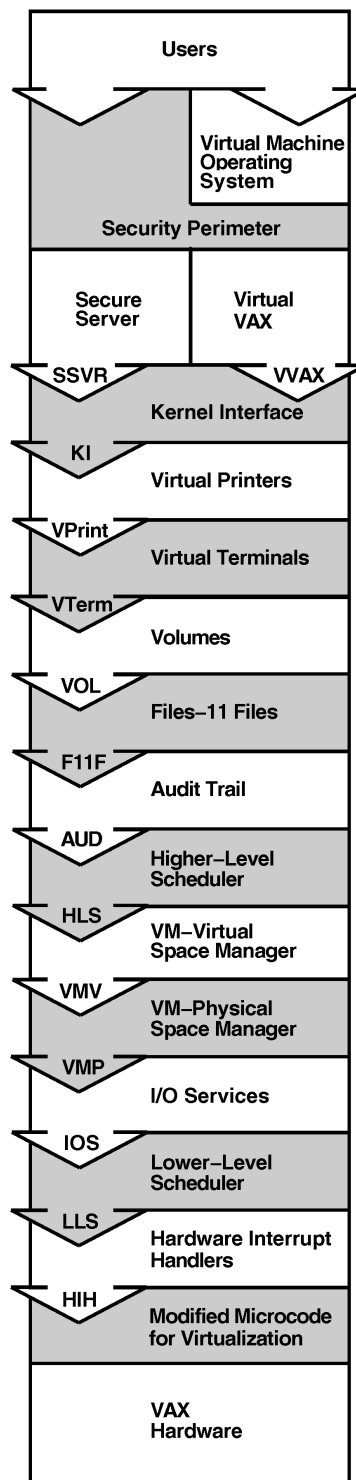 Users
Virtual Machine
Operating
System
Security Perimeter
Secure
Server
Virtual
VAX
SSVR
VVAX
Kernel Interface
KI
Virtual Printers
VPrint
Virtual Terminals
VTerm
Volumes
VOL
Files–11 Files
F11F
Audit Trail
AUD
Higher–Level
Scheduler
HLS
VM–Virtual
Space Manager
VMV
VM–Physical
Space Manager
VMP
I/O Services
IOS
Lower–Level
Scheduler
LLS
Hardware Interrupt
Handlers
HIH
Modified Microcode
for Virtualization
VAX
Hardware